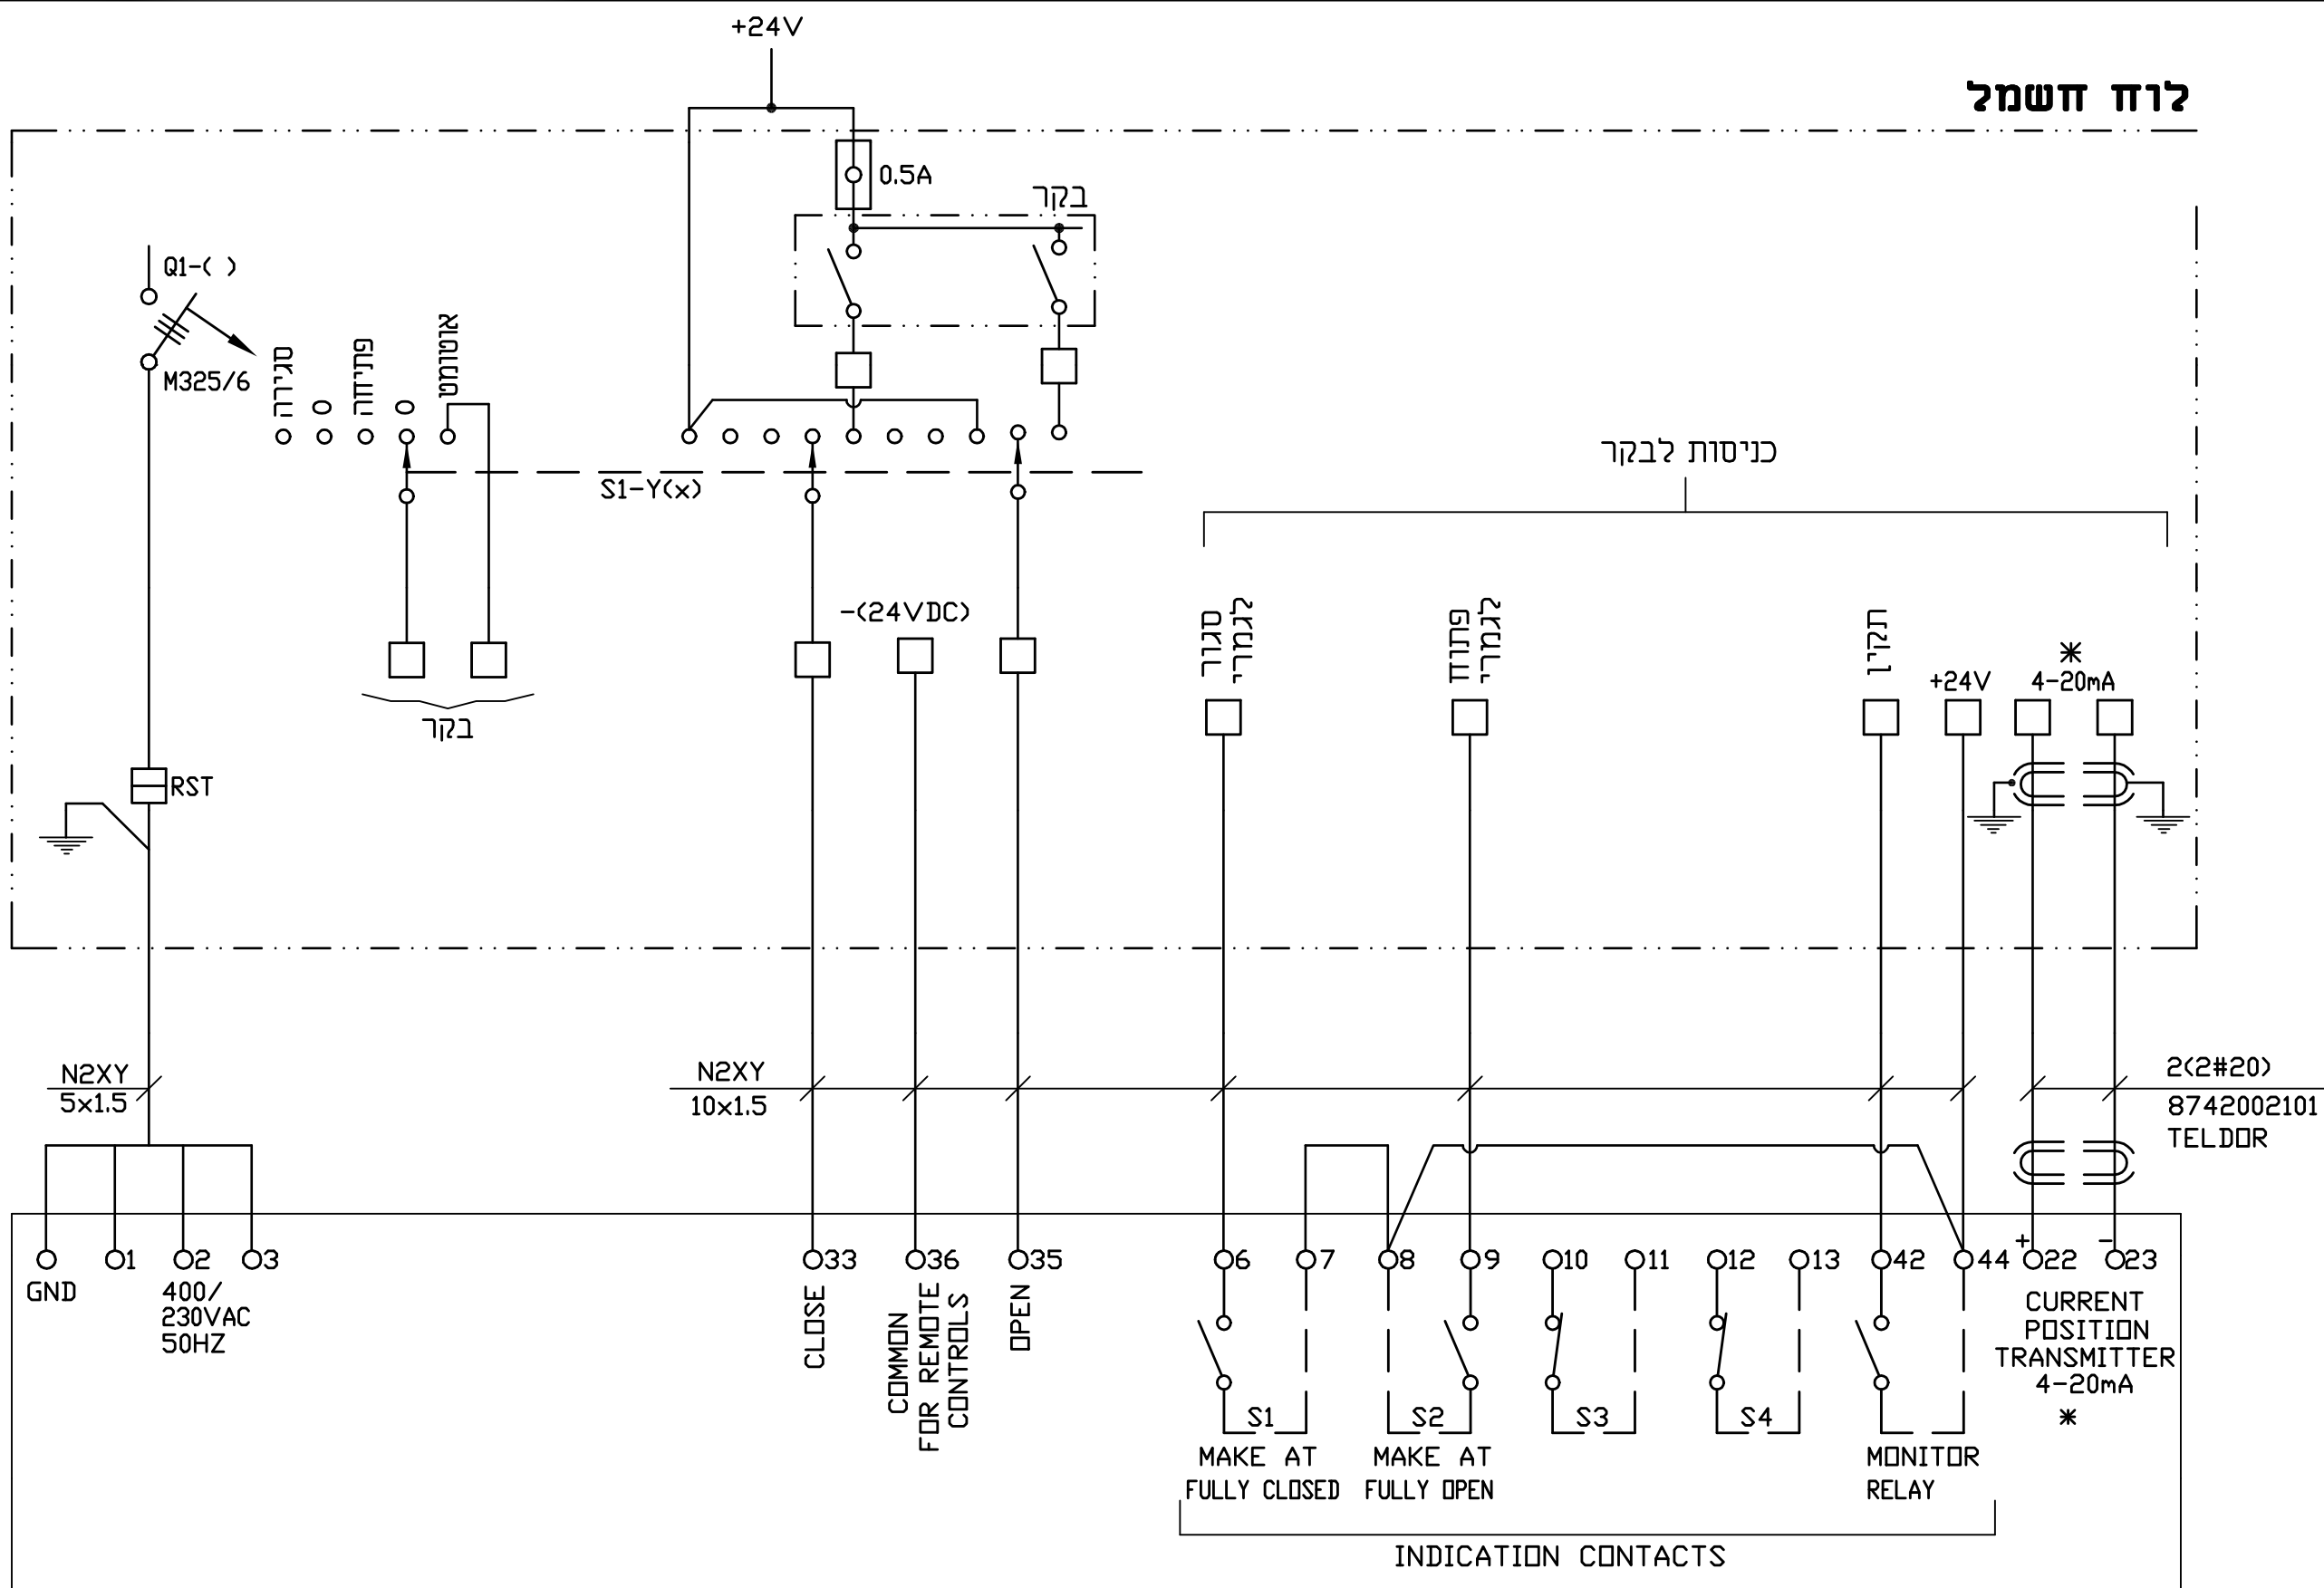 +24V
לוח חשמל
0.5A
בקר
Q1-( )
M325/6
סגירה
0
פתיחה
0
אוטומט
S1-Y(x)
כניסות לבקר
-(24VDC)
סגור
לגמרי
פתוח
לגמרי
תקין
+24V
*
4-20mA
בקר
RST
N2XY
5x1.5
N2XY
10x1.5
2(2#20)
8742002101
TELDOR
GND
1
2
3
400/
230VAC
50HZ
33
CLOSE
36
COMMON
FOR REMOTE
CONTROLS
35
OPEN
6
7
8
9
10
11
12
13
42
44
+
22
-
23
CURRENT
POSITION
TRANSMITTER
4-20mA
*
S1
S2
S3
S4
MAKE AT
FULLY CLOSED
MAKE AT
FULLY OPEN
MONITOR
RELAY
INDICATION CONTACTS